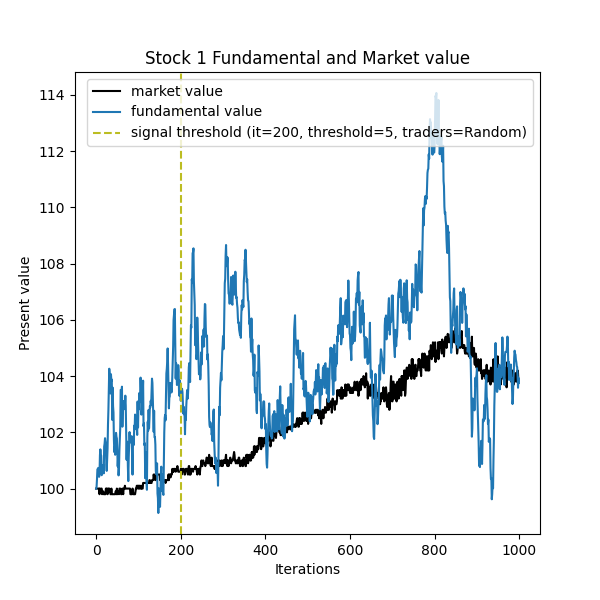 Stock 1 Fundamental and Market value
market value
fundamental value
signal threshold (it=200, threshold=5, traders=Random)
Present value
114
112
110
108
106
104
102
100
0 200 400 600 800 1000
Iterations